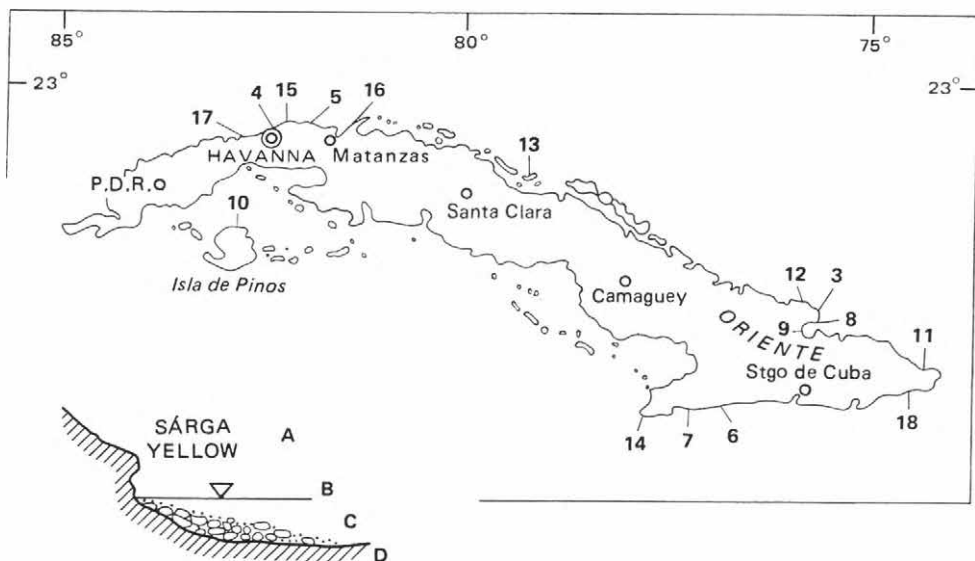 85° 80 75°
23° 23°
4 15 5 16
17
13
HAVANNA Matanzas
P.D.R.
10
Santa Clara
Isla de Pinos
Camaguey
12 3
9 8
ORIENTE
11
Stgo de Cuba
14 7 6 18
SÁRGA
YELLOW
A
B
C
D